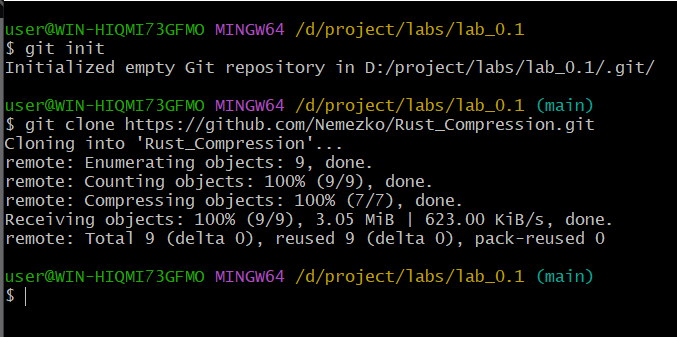 user@WIN-HIQMI73GFMO MINGW64 /d/project/labs/lab_0.1
$ git init
Initialized empty Git repository in D:/project/labs/lab_0.1/.git/
user@WIN-HIQMI73GFMO MINGW64 /d/project/labs/lab_0.1 (main)
$ git clone https://github.com/Nemezko/Rust_Compression.git
Cloning into 'Rust_Compression'...
remote: Enumerating objects: 9, done.
remote: Counting objects: 100% (9/9), done.
remote: Compressing objects: 100% (7/7), done.
Receiving objects: 100% (9/9), 3.05 MiB | 623.00 KiB/s, done.
remote: Total 9 (delta 0), reused 9 (delta 0), pack-reused 0
user@WIN-HIQMI73GFMO MINGW64 /d/project/labs/lab_0.1 (main)
$